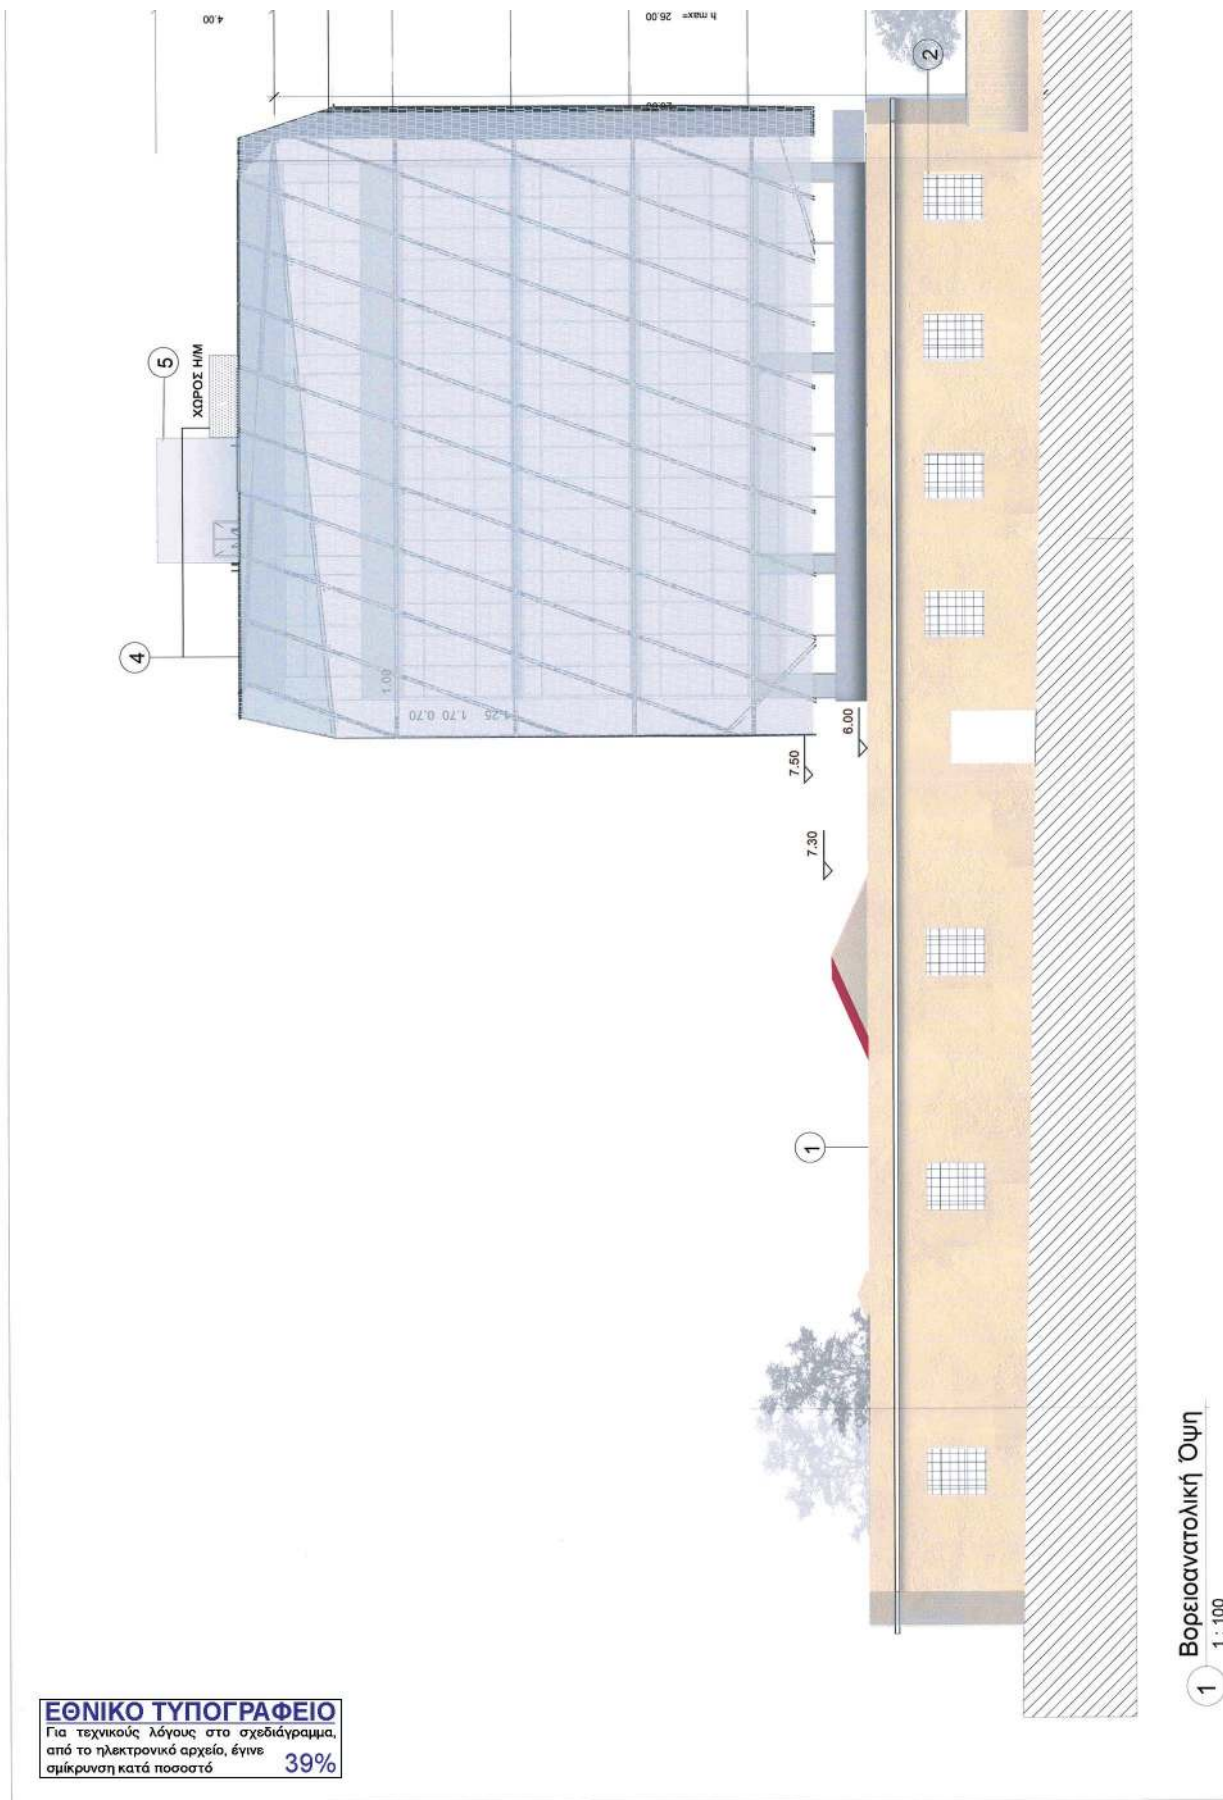 4.00
h max= 26.00
26.00
2
5
ΧΩΡΟΣ Η/Μ
4
1.00
1.25 1.70 0.70
7.50
6.00
7.30
1
1 Βορειοανατολική Όψη
1 : 100
ΕΘΝΙΚΟ ΤΥΠΟΓΡΑΦΕΙΟ
Για τεχνικούς λόγους στο σχεδιάγραμμα,
από το ηλεκτρονικό αρχείο, έγινε
σμίκρυνση κατά ποσοστό 39%